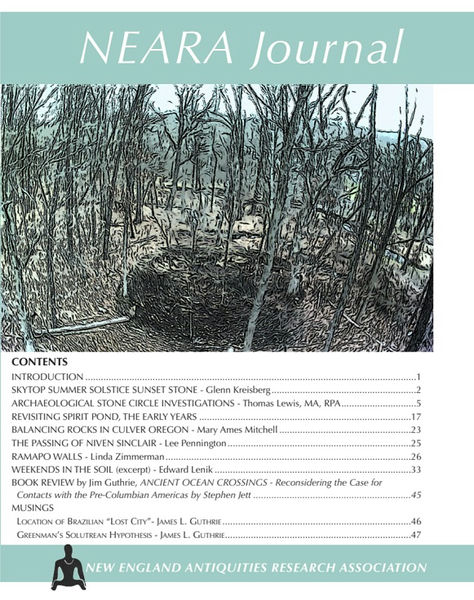 NEARA Journal
CONTENTS
INTRODUCTION ........ 1
SKYTOP SUMMER SOLSTICE SUNSET STONE - Glenn Kreisberg ........ 2
ARCHAEOLOGICAL STONE CIRCLE INVESTIGATIONS - Thomas Lewis, MA, RPA ........ 5
REVISITING SPIRIT POND, THE EARLY YEARS ........ 17
BALANCING ROCKS IN CULVER OREGON - Mary Ames Mitchell ........ 23
THE PASSING OF NIVEN SINCLAIR - Lee Pennington ........ 25
RAMAPO WALLS - Linda Zimmerman ........ 26
WEEKENDS IN THE SOIL (excerpt) - Edward Lenik ........ 33
BOOK REVIEW by Jim Guthrie, ANCIENT OCEAN CROSSINGS - Reconsidering the Case for
Contacts with the Pre-Columbian Americas by Stephen Jett ........ 45
MUSINGS
LOCATION OF BRAZILIAN "LOST CITY"- JAMES L. GUTHRIE ........ 46
GREENMAN'S SOLUTREAN HYPOTHESIS - JAMES L. GUTHRIE ........ 47
NEW ENGLAND ANTIQUITIES RESEARCH ASSOCIATION